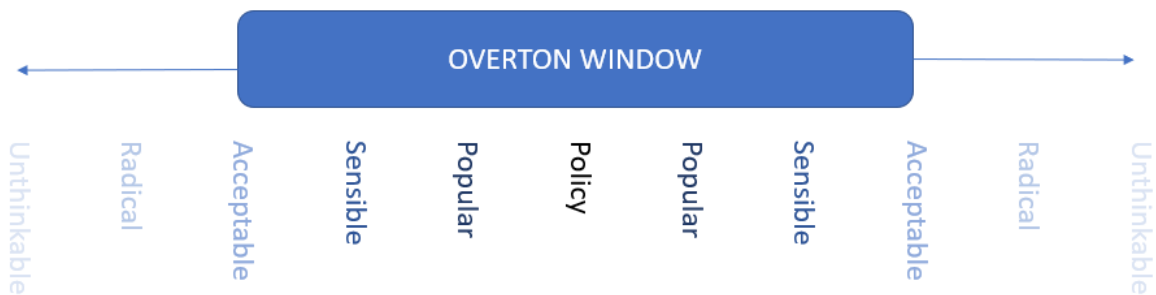 OVERTON WINDOW
Unthinkable
Radical
Acceptable
Sensible
Popular
Policy
Popular
Sensible
Acceptable
Radical
Unthinkable